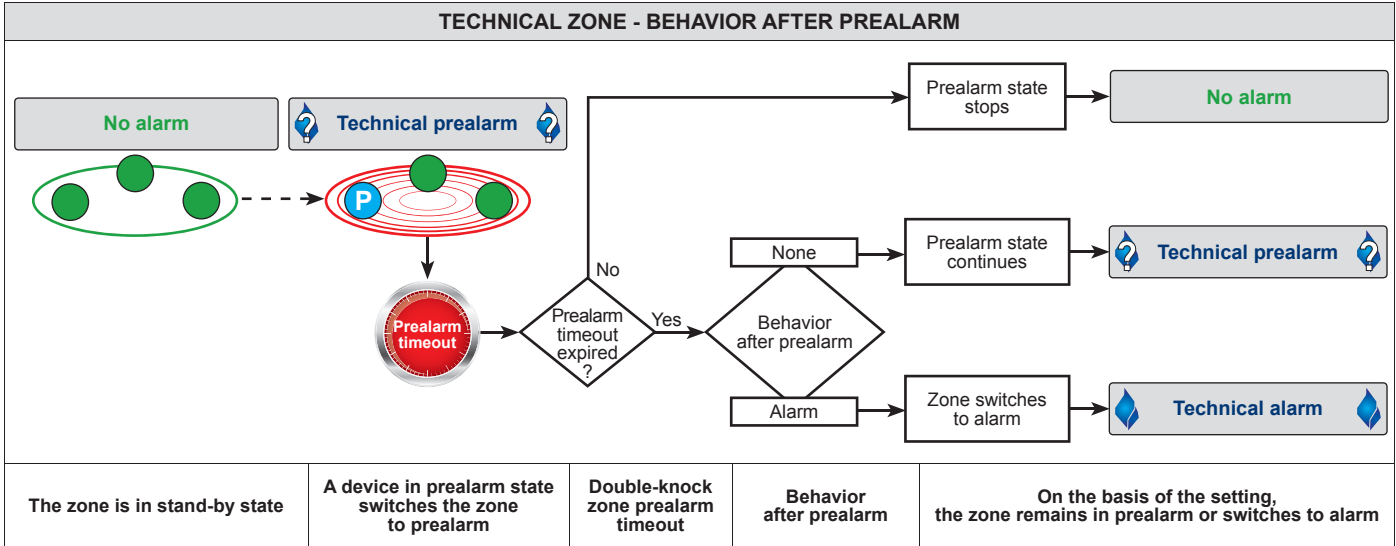 TECHNICAL ZONE - BEHAVIOR AFTER PREALARM
No alarm
? Technical prealarm ?
P
Prealarm
timeout
Prealarm
timeout
expired
?
No
Yes
Behavior
after prealarm
None
Alarm
Prealarm state
stops
No alarm
Prealarm state
continues
? Technical prealarm ?
Zone switches
to alarm
Technical alarm
The zone is in stand-by state
A device in prealarm state
switches the zone
to prealarm
Double-knock
zone prealarm
timeout
Behavior
after prealarm
On the basis of the setting,
the zone remains in prealarm or switches to alarm